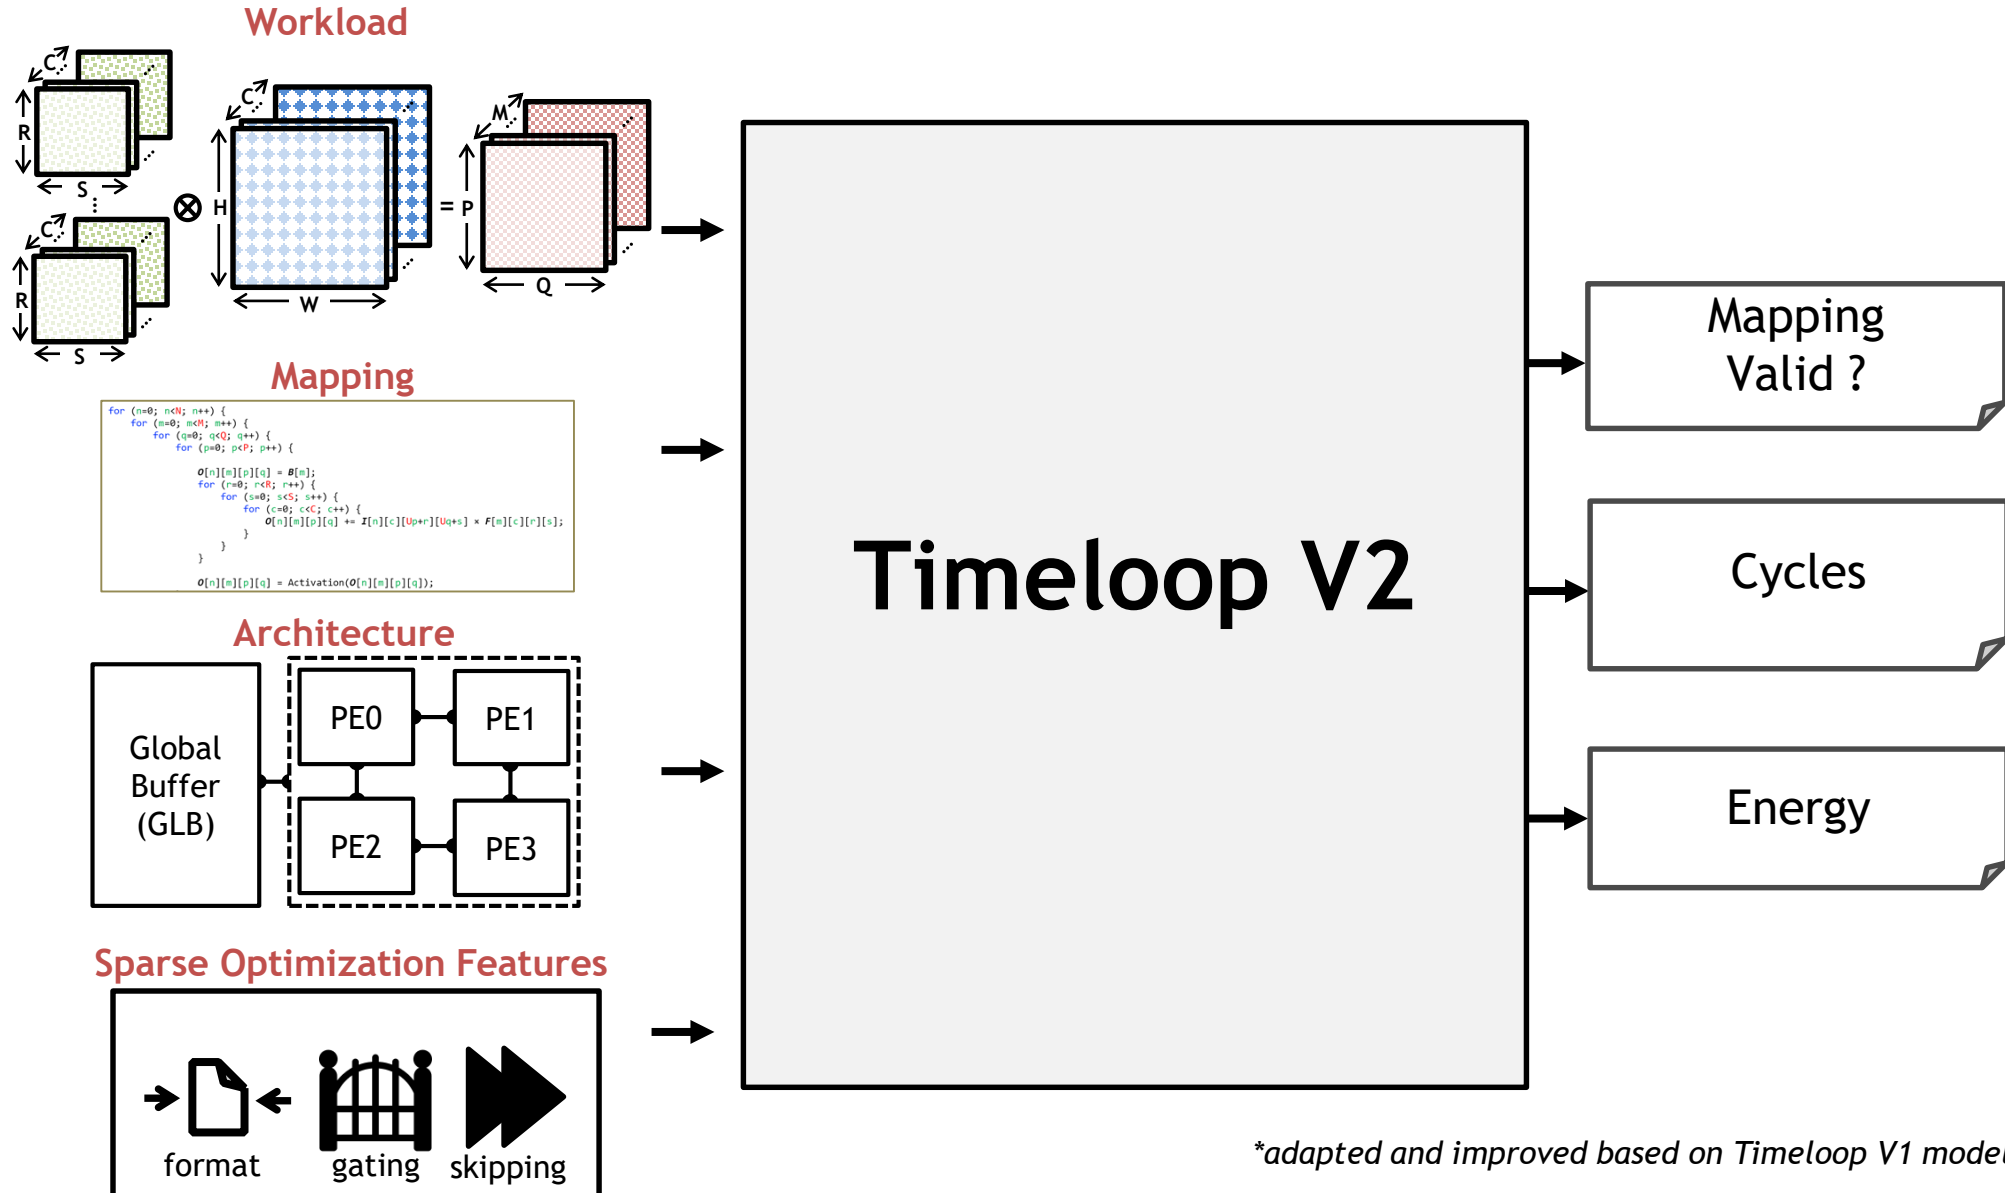 Workload
C
R
S
C
R
S
⊗
C
H
W
=
M
P
Q
Mapping
for (n=0; n<N; n++) {
for (m=0; m<M; m++) {
for (q=0; q<Q; q++) {
for (p=0; p<P; p++) {
O[n][m][p][q] = B[m];
for (r=0; r<R; r++) {
for (s=0; s<S; s++) {
for (c=0; c<C; c++) {
O[n][m][p][q] += I[n][c][Up+r][Uq+s] × F[m][c][r][s];
}
}
}
O[n][m][p][q] = Activation(O[n][m][p][q]);
Architecture
Global
Buffer
(GLB)
PE0
PE1
PE2
PE3
Sparse Optimization Features
format
gating
skipping
Timeloop V2
Mapping
Valid ?
Cycles
Energy
*adapted and improved based on Timeloop V1 model